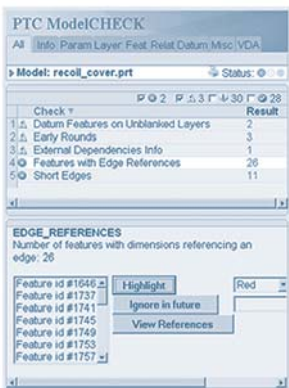 PTC ModelCHECK
All Info Param Layer Feat Relat Datum Misc VDA
Model: recoil_cover.prt Status:
2 3 30 28
Check Result
1 Datum Features on Unblanked Layers 2
2 Early Rounds 3
3 External Dependencies Info 1
4 Features with Edge References 26
5 Short Edges 11
EDGE_REFERENCES
Number of features with dimensions referencing an
edge: 26
Feature id #1646 Highlight Red
Feature id #1737
Feature id #1741 Ignore in future
Feature id #1745 View References
Feature id #1749
Feature id #1753
Feature id #1757